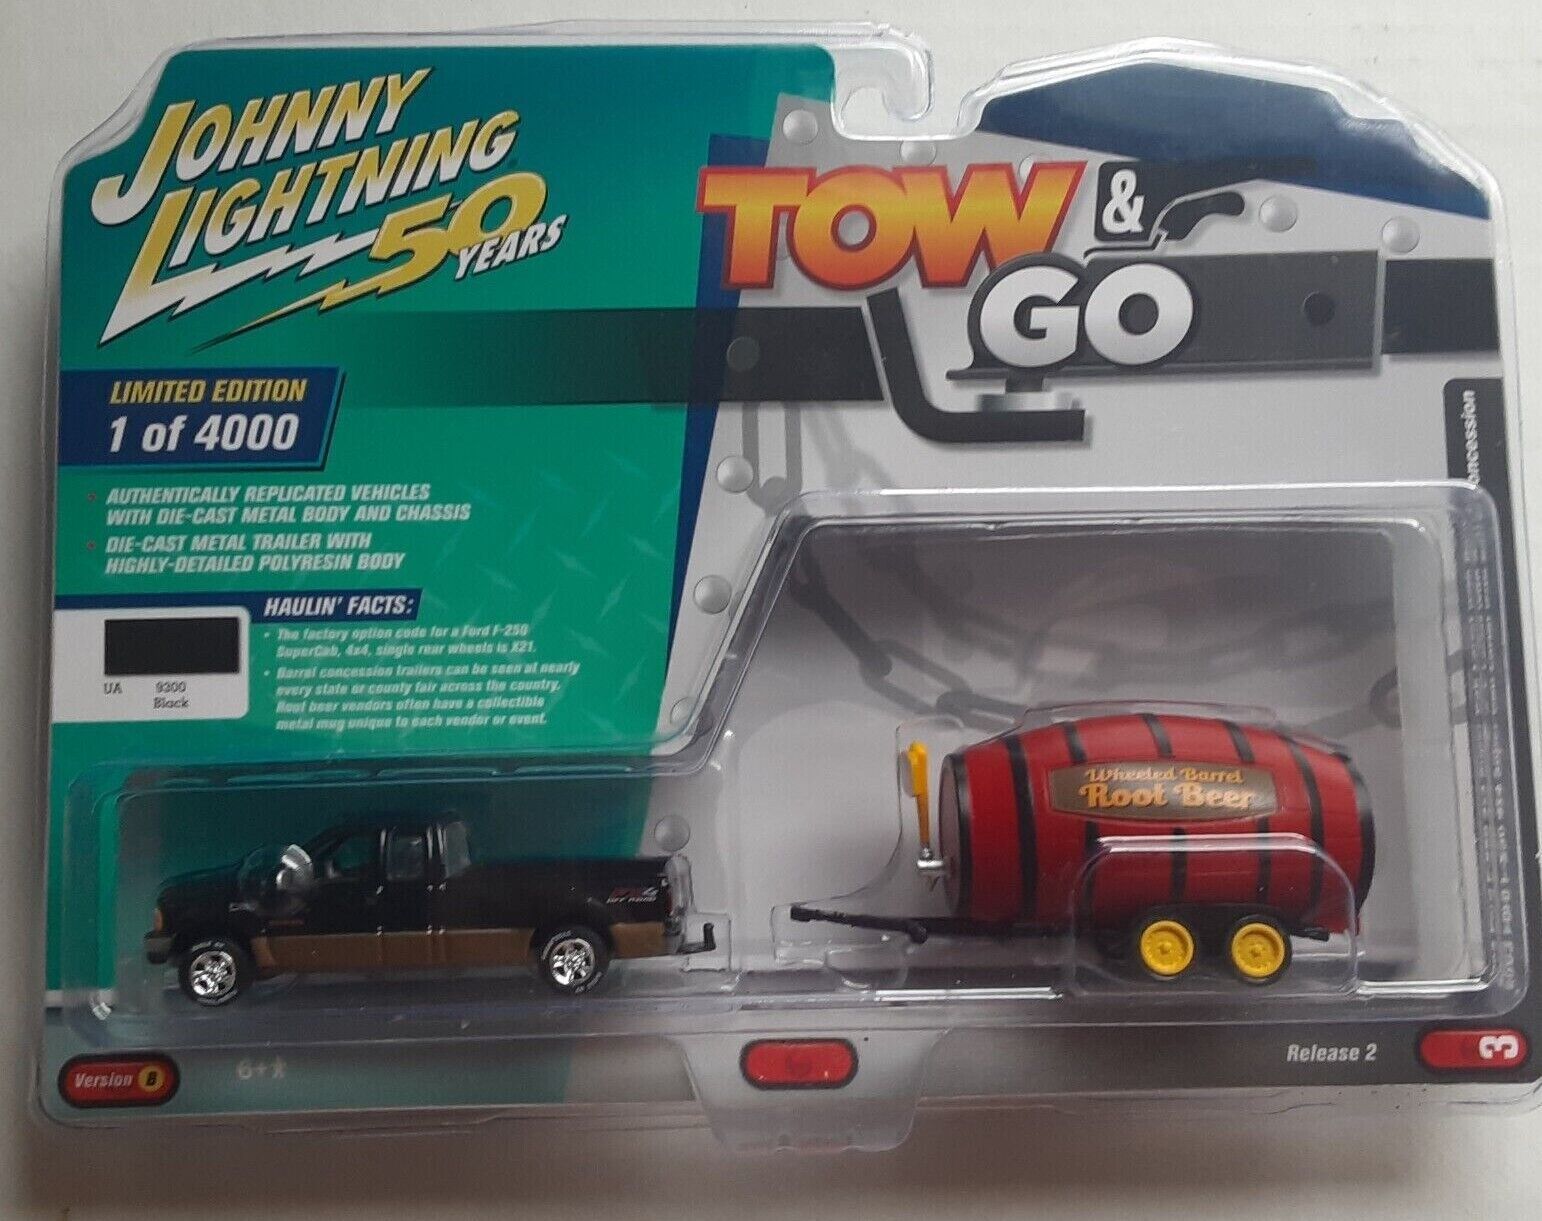 JOHNNY
LIGHTNING
50
YEARS
TOW &
GO
LIMITED EDITION
1 of 4000
• AUTHENTICALLY REPLICATED VEHICLES
WITH DIE-CAST METAL BODY AND CHASSIS
• DIE-CAST METAL TRAILER WITH
HIGHLY-DETAILED POLYRESIN BODY
HAULIN' FACTS:
• The factory option code for a Ford F-250
SuperCab, 4x4, single rear wheels is X21.
• Barrel concession trailers can be seen at nearly
every state or county fair across the country.
Root beer vendors often have a collectible
metal mug unique to each vendor or event.
UA 9300
Black
Wheeled Barrel
Root Beer
OFF ROAD
Version B
6+
Release 2
3